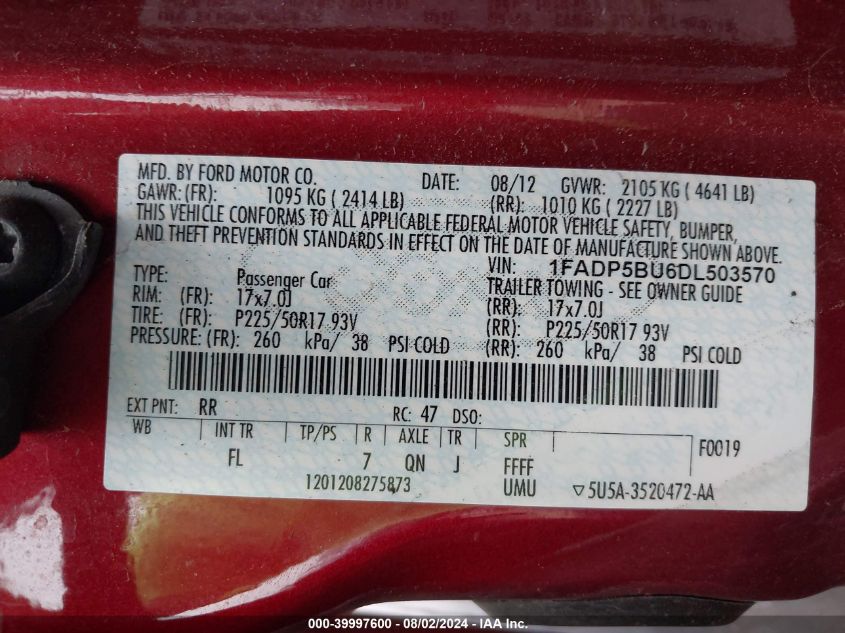 MFD. BY FORD MOTOR CO. DATE: 08/12 GVWR: 2105 KG ( 4641 LB)
GAWR: (FR): 1095 KG ( 2414 LB) (RR): 1010 KG ( 2227 LB)
THIS VEHICLE CONFORMS TO ALL APPLICABLE FEDERAL MOTOR VEHICLE SAFETY, BUMPER,
AND THEFT PREVENTION STANDARDS IN EFFECT ON THE DATE OF MANUFACTURE SHOWN ABOVE.
VIN: 1FADP5BU6DL503570
TYPE: Passenger Car TRAILER TOWING - SEE OWNER GUIDE
RIM: (FR): 17x7.0J (RR): 17x7.0J
TIRE: (FR): P225/50R17 93V (RR): P225/50R17 93V
PRESSURE: (FR): 260 kPa/ 38 PSI COLD (RR): 260 kPa/ 38 PSI COLD
EXT PNT: RR RC: 47 DSO:
WB INT TR TP/PS R AXLE TR SPR F0019
FL 7 QN J FFFF
1201208275873 UMU ▽5U5A-3520472-AA
000-39997600 - 08/02/2024 - IAAI Inc.